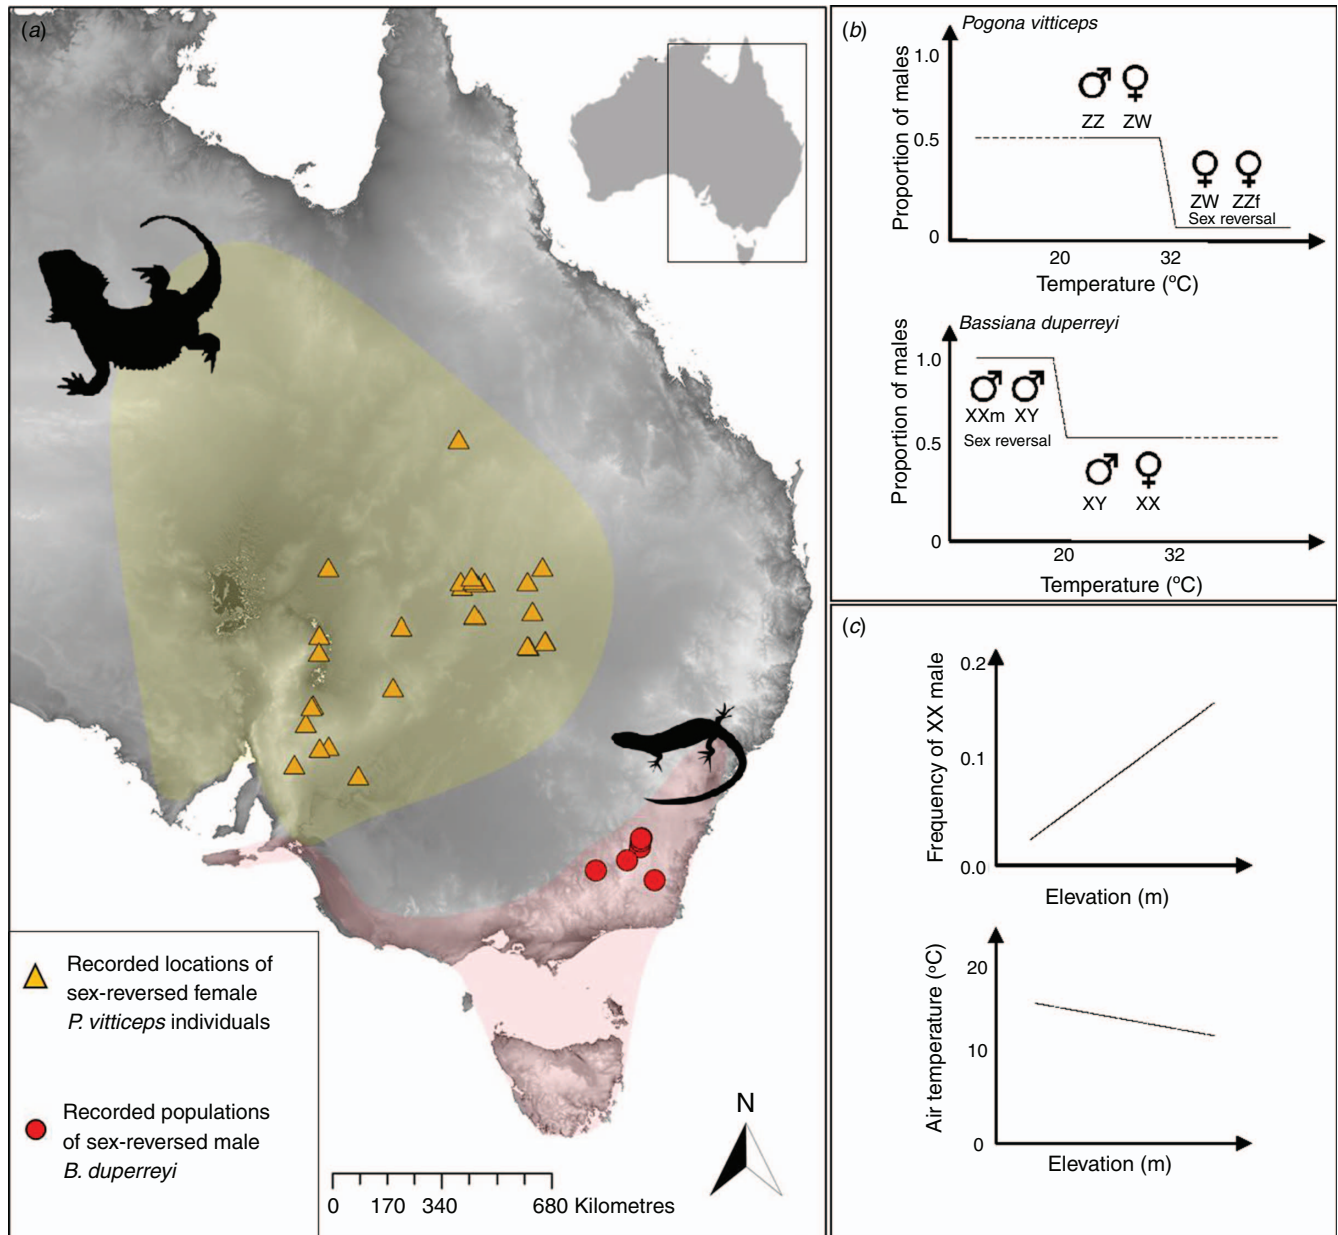 (a)
Recorded locations of
sex-reversed female
P. vitticeps individuals
Recorded populations
of sex-reversed male
B. duperreyi
N
0 170 340 680 Kilometres
(b)
Pogona vitticeps
Proportion of males
1.0
0.5
0
♂ ♀
ZZ ZW
♀ ♀
ZW ZZf
Sex reversal
20 32
Temperature (ºC)
Bassiana duperreyi
Proportion of males
1.0
0.5
0
♂ ♂
XXm XY
Sex reversal
♂ ♀
XY XX
20 32
Temperature (ºC)
(c)
Frequency of XX male
0.2
0.1
0.0
Elevation (m)
Air temperature (ºC)
20
10
0
Elevation (m)